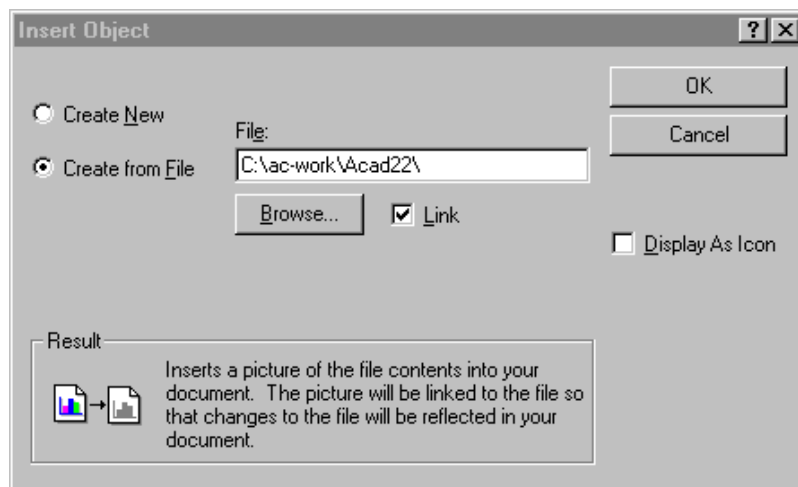 Insert Object
Create New
Create from File
File:
C:\ac-work\Acad22\
Browse...
Link
OK
Cancel
Display As Icon
Result
Inserts a picture of the file contents into your
document. The picture will be linked to the file so
that changes to the file will be reflected in your
document.